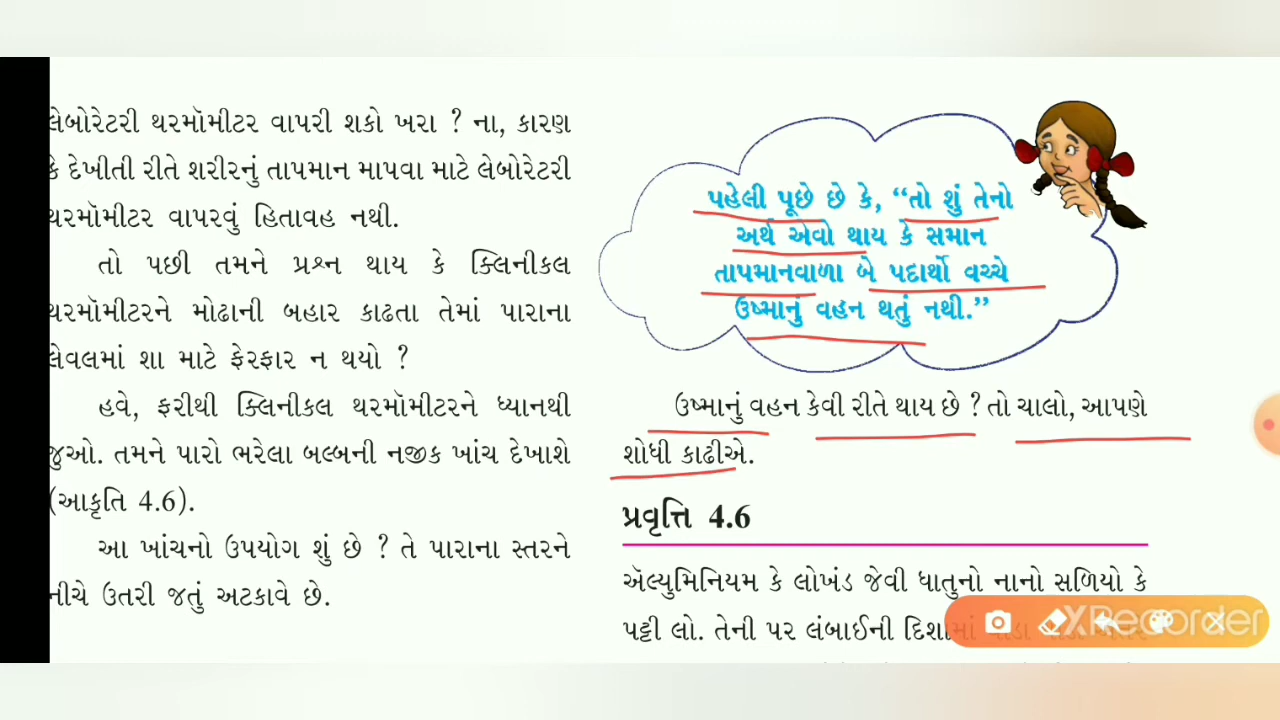 લેબોરેટરી થરમૉમીટર વાપરી શકો ખરા ? ના, કારણ
કે દેખીતી રીતે શરીરનું તાપમાન માપવા માટે લેબોરેટરી
થરમૉમીટર વાપરવું હિતાવહ નથી.
તો પછી તમને પ્રશ્ન થાય કે ક્લિનીકલ
થરમૉમીટરને મોઢાની બહાર કાઢતા તેમાં પારાના
લેવલમાં શા માટે ફેરફાર ન થયો ?
હવે, ફરીથી ક્લિનીકલ થરમૉમીટરને ધ્યાનથી
જુઓ. તમને પારો ભરેલા બલ્બની નજીક ખાંચ દેખાશે
(આકૃતિ 4.6).
આ ખાંચનો ઉપયોગ શું છે ? તે પારાના સ્તરને
નીચે ઉતરી જતું અટકાવે છે.
પહેલી પૂછે છે કે, “તો શું તેનો
અર્થ એવો થાય કે સમાન
તાપમાનવાળા બે પદાર્થો વચ્ચે
ઉષ્માનું વહન થતું નથી.”
ઉષ્માનું વહન કેવી રીતે થાય છે ? તો ચાલો, આપણે
શોધી કાઢીએ.
પ્રવૃત્તિ 4.6
ઍલ્યુમિનિયમ કે લોખંડ જેવી ધાતુનો નાનો સળિયો કે
પટ્ટી લો. તેની પર લંબાઈની દિશામાં
XRecorder